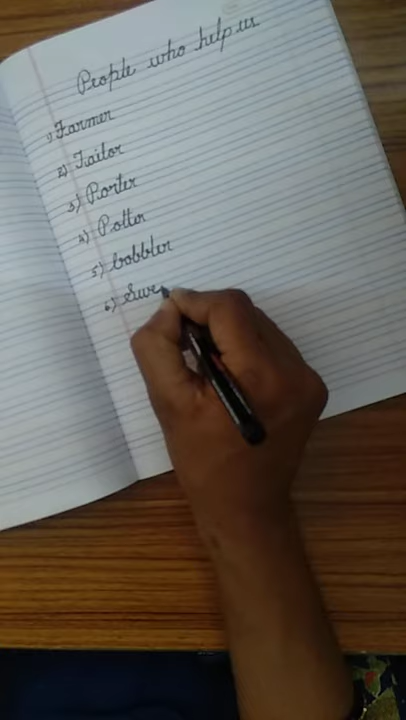 People who help us
1) Farmer
2) Tailor
3) Porter
4) Potter
5) Cobbler
6) Swe